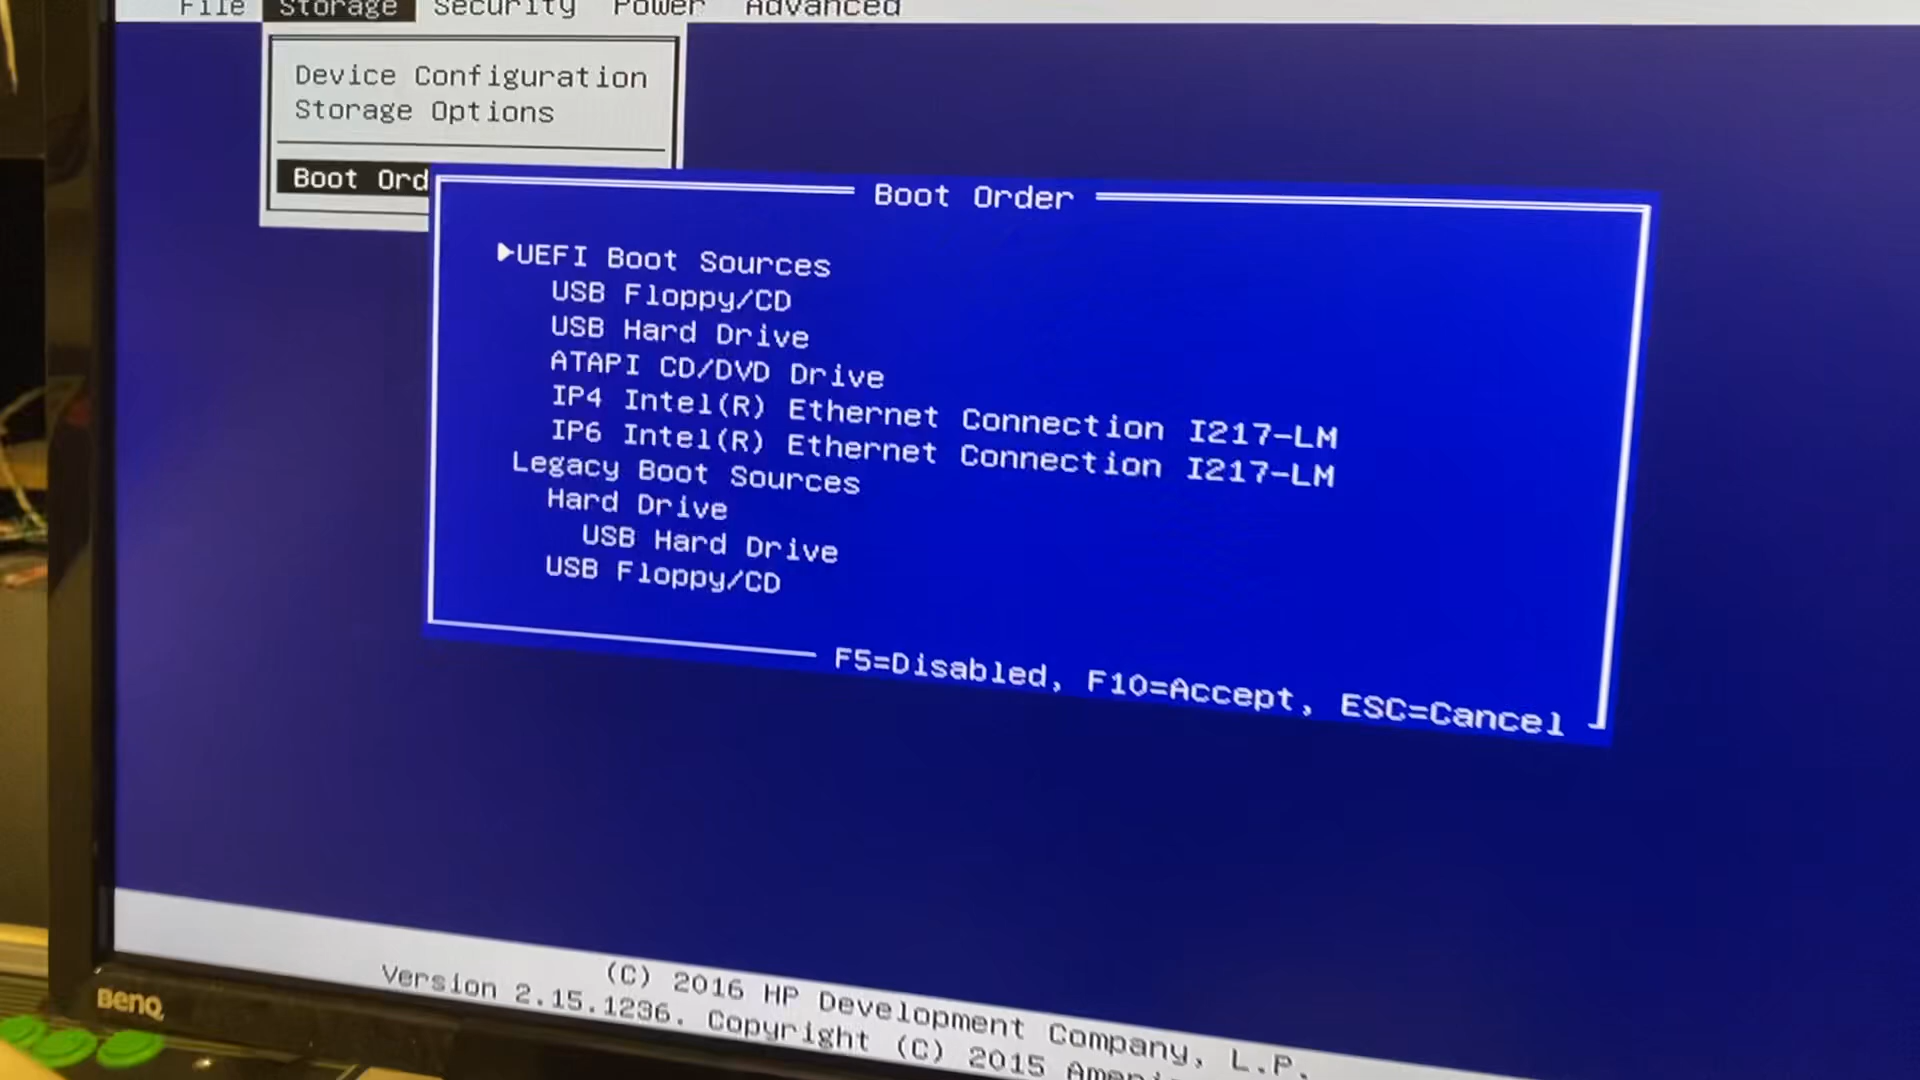 File Storage Security Power Advanced
Device Configuration
Storage Options
Boot Ord
Boot Order
UEFI Boot Sources
USB Floppy/CD
USB Hard Drive
ATAPI CD/DVD Drive
IP4 Intel(R) Ethernet Connection I217-LM
IP6 Intel(R) Ethernet Connection I217-LM
Legacy Boot Sources
Hard Drive
USB Hard Drive
USB Floppy/CD
F5=Disabled, F10=Accept, ESC=Cancel
(C) 2016 HP Development Company, L.P.
Version 2.15.1236. Copyright (C) 2015
BenQ